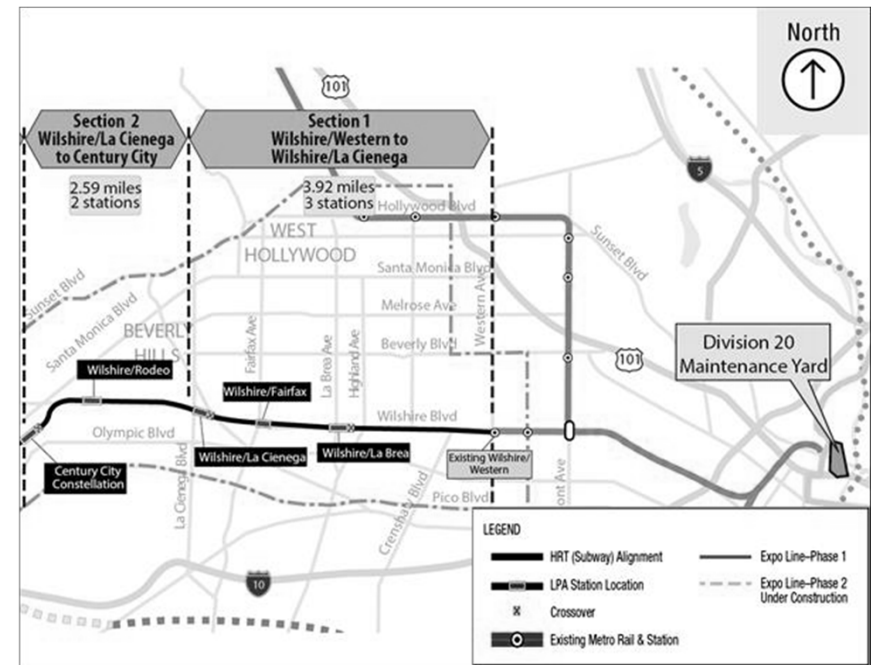 North
101
Section 2
Wilshire/La Cienega
to Century City
Section 1
Wilshire/Western to
Wilshire/La Cienega
5
2.59 miles
2 stations
3.92 miles
3 stations
Hollywood Blvd
WEST
HOLLYWOOD
Sunset Blvd
Santa Monica Blvd
Sunset Blvd
Santa Monica Blvd
Melrose Ave
Western Ave
BEVERLY
HILLS
Fairfax Ave
La Brea Ave
Highland Ave
Beverly Blvd
101
Division 20
Maintenance Yard
Wilshire/Rodeo
Wilshire/Fairfax
Wilshire Blvd
Olympic Blvd
Wilshire/La Cienega
Wilshire/La Brea
Existing Wilshire/
Western
Century City
Constellation
La Cienega Blvd
Crenshaw Blvd
Pico Blvd
ont Ave
10
LEGEND
HRT (Subway) Alignment
LPA Station Location
Crossover
Existing Metro Rail & Station
Expo Line–Phase 1
Expo Line–Phase 2
Under Construction